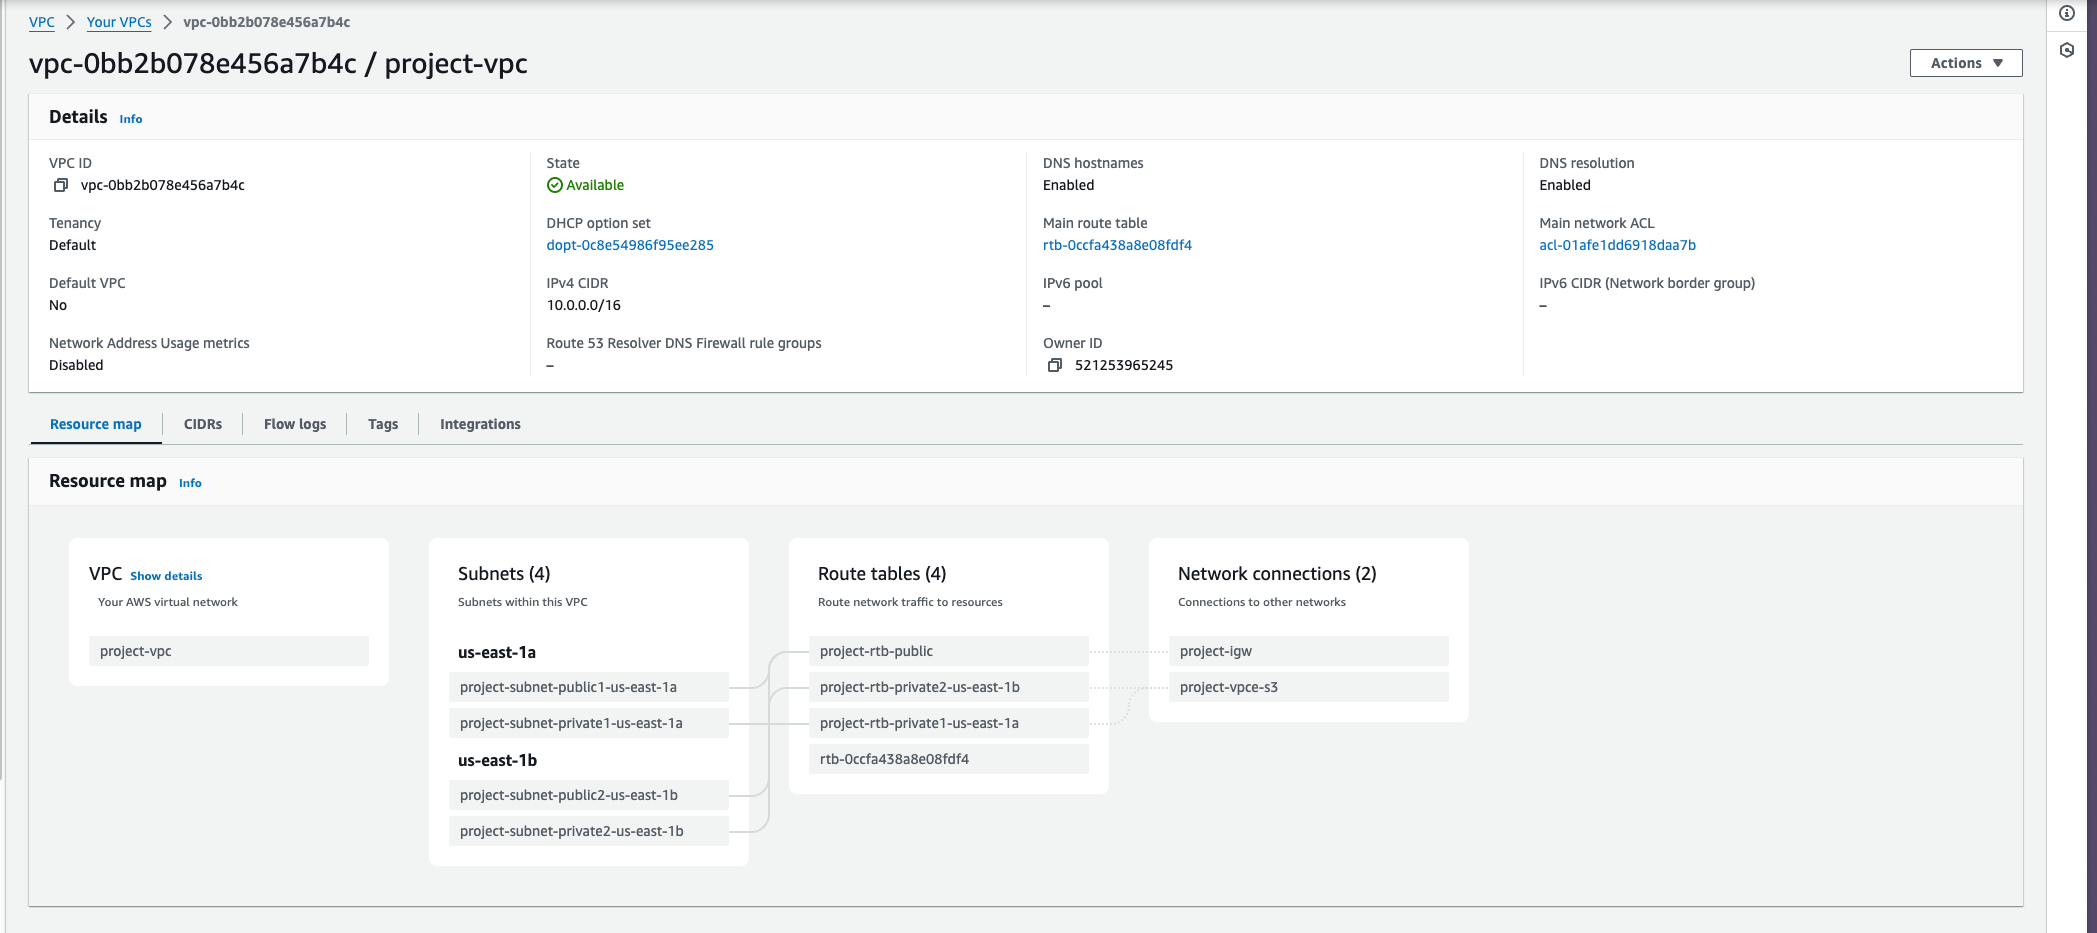 VPC > Your VPCs > vpc-0bb2b078e456a7b4c
vpc-0bb2b078e456a7b4c / project-vpc
Actions
Details Info
VPC ID
vpc-0bb2b078e456a7b4c
State
Available
DNS hostnames
Enabled
DNS resolution
Enabled
Tenancy
Default
DHCP option set
dopt-0c8e54986f95ee285
Main route table
rtb-0ccfa438a8e08fdf4
Main network ACL
acl-01afe1dd6918daa7b
Default VPC
No
IPv4 CIDR
10.0.0.0/16
IPv6 pool
–
IPv6 CIDR (Network border group)
–
Network Address Usage metrics
Disabled
Route 53 Resolver DNS Firewall rule groups
–
Owner ID
521253965245
Resource map
CIDRs
Flow logs
Tags
Integrations
Resource map Info
VPC Show details
Your AWS virtual network
project-vpc
Subnets (4)
Subnets within this VPC
us-east-1a
project-subnet-public1-us-east-1a
project-subnet-private1-us-east-1a
us-east-1b
project-subnet-public2-us-east-1b
project-subnet-private2-us-east-1b
Route tables (4)
Route network traffic to resources
project-rtb-public
project-rtb-private2-us-east-1b
project-rtb-private1-us-east-1a
rtb-0ccfa438a8e08fdf4
Network connections (2)
Connections to other networks
project-igw
project-vpce-s3